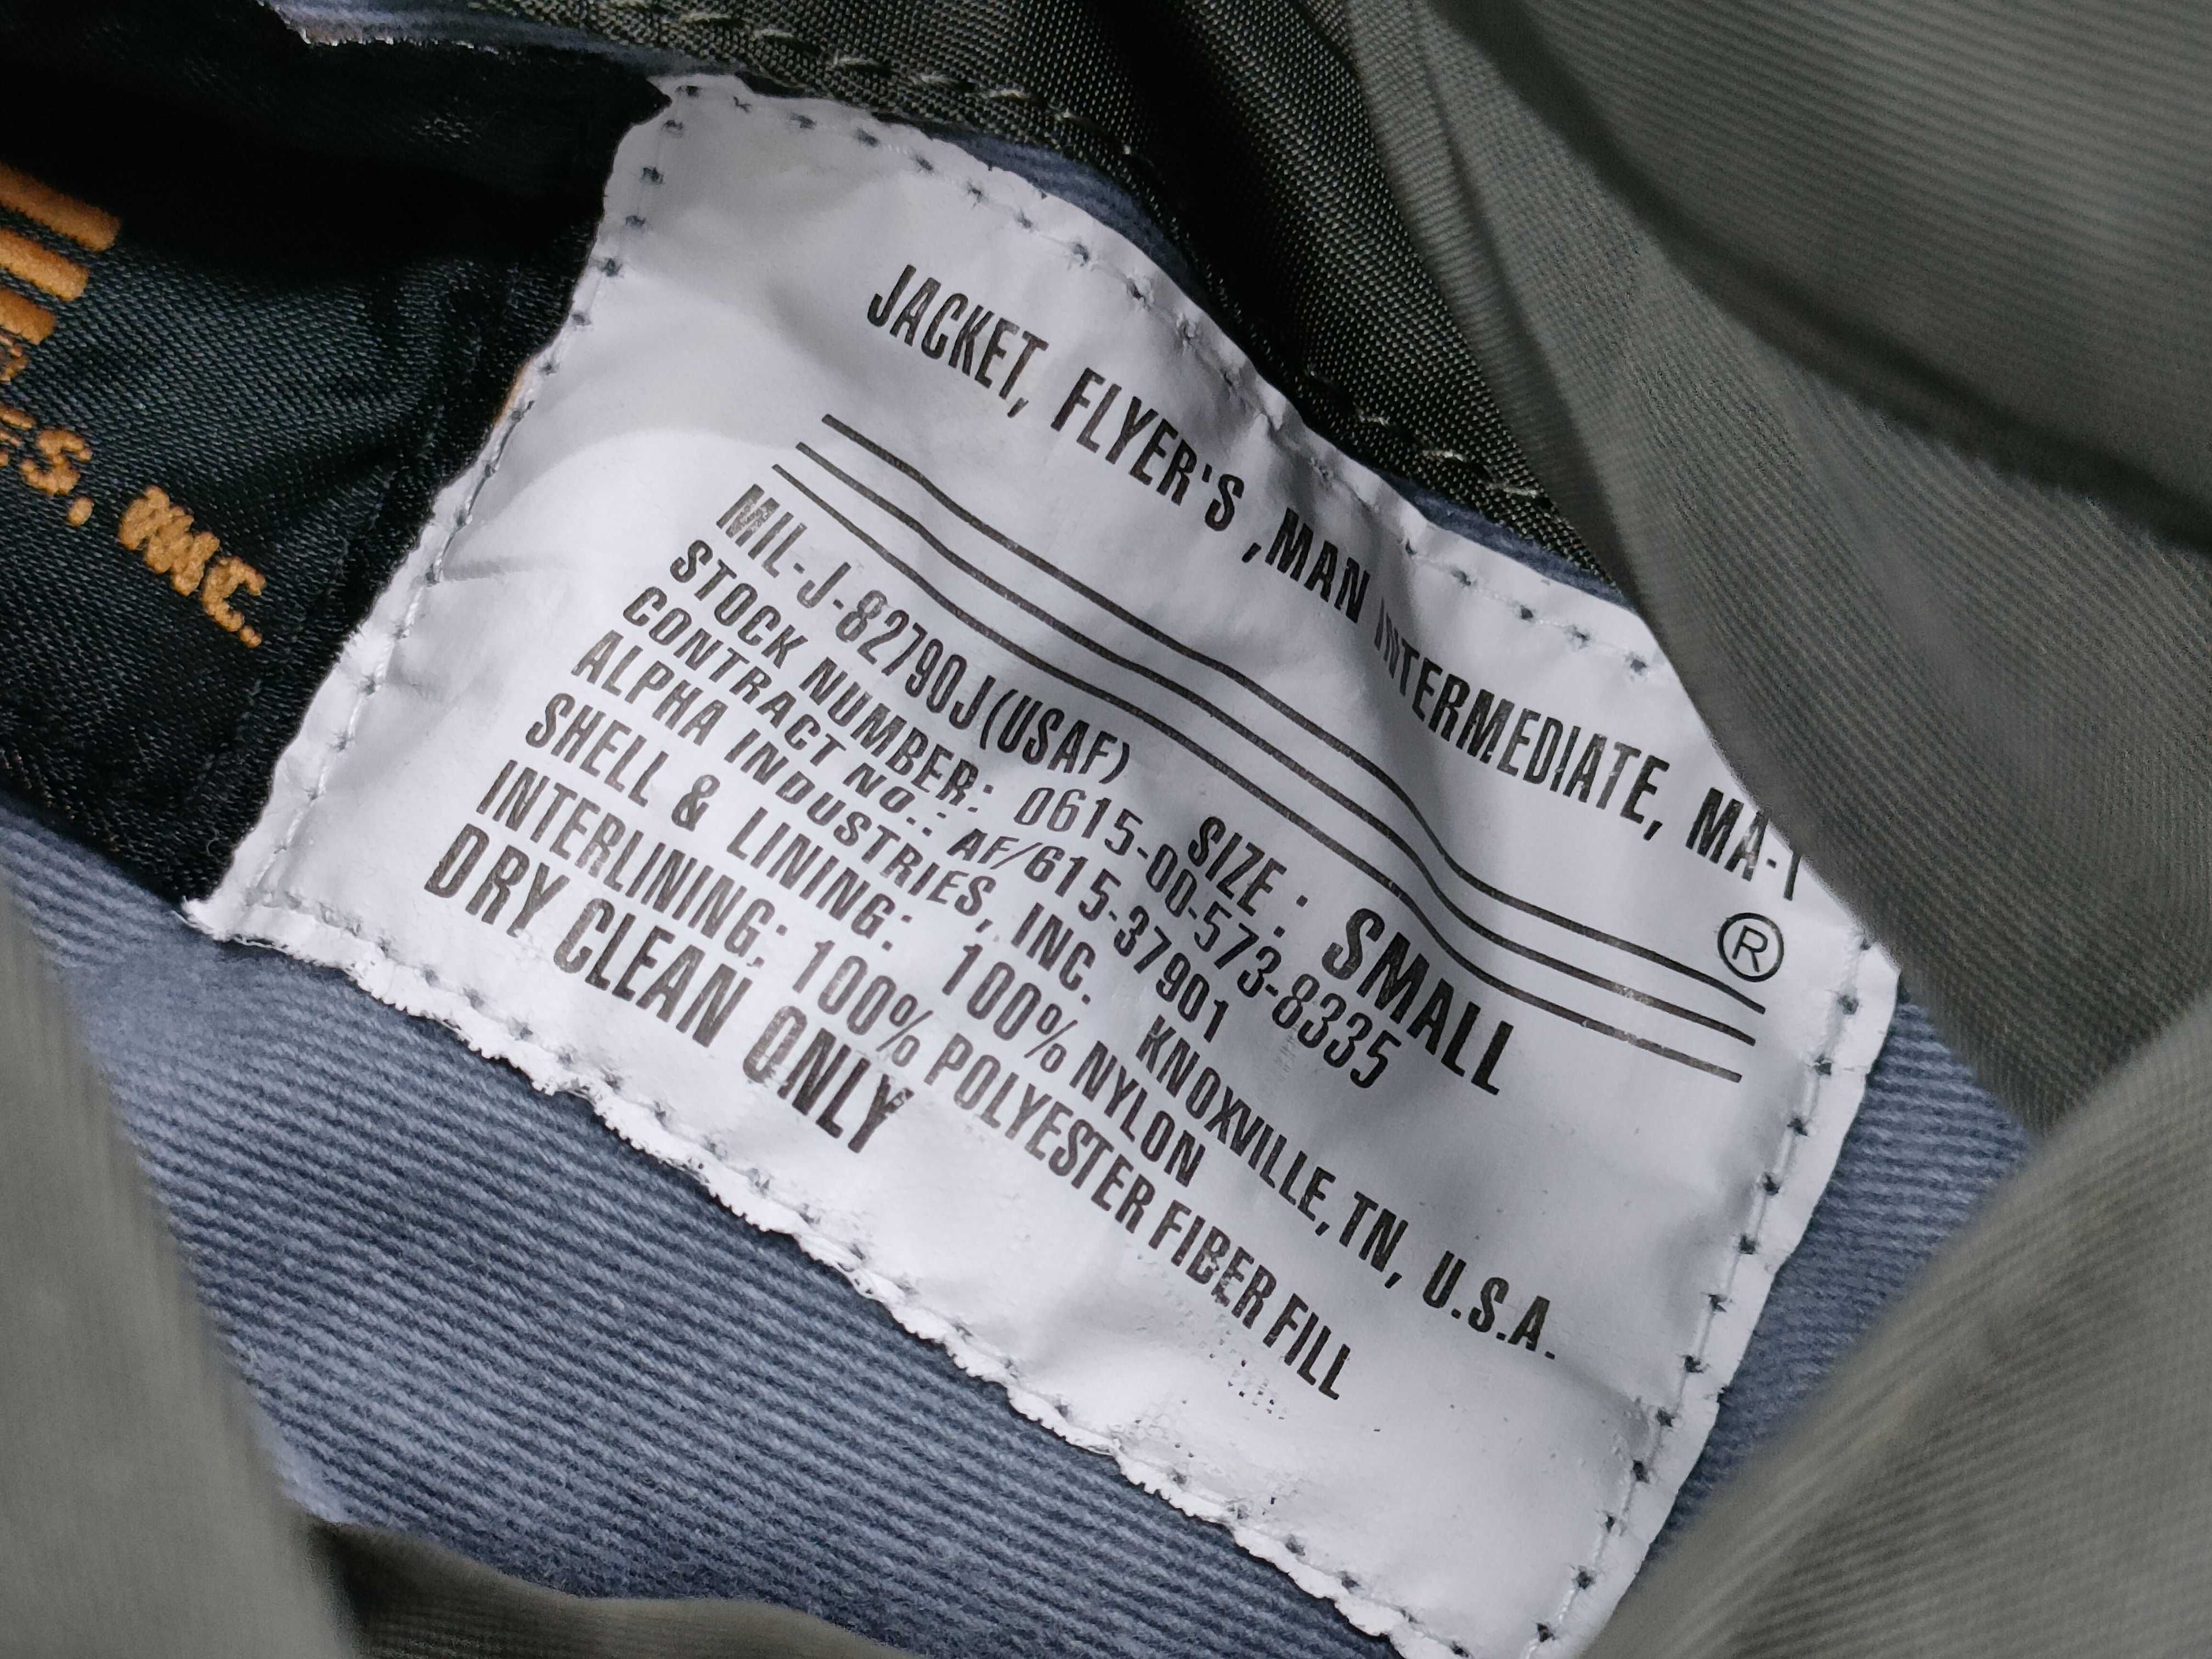 INC.
JACKET, FLYER'S ,MAN INTERMEDIATE, MA-1
®
MIL-J-82790J(USAF) SIZE : SMALL
STOCK NUMBER: 0615-00-573-8335
CONTRACT NO.: AF/615-37901
ALPHA INDUSTRIES, INC. KNOXVILLE,TN, U.S.A.
SHELL & LINING: 100% NYLON
INTERLINING: 100% POLYESTER FIBER FILL
DRY CLEAN ONLY